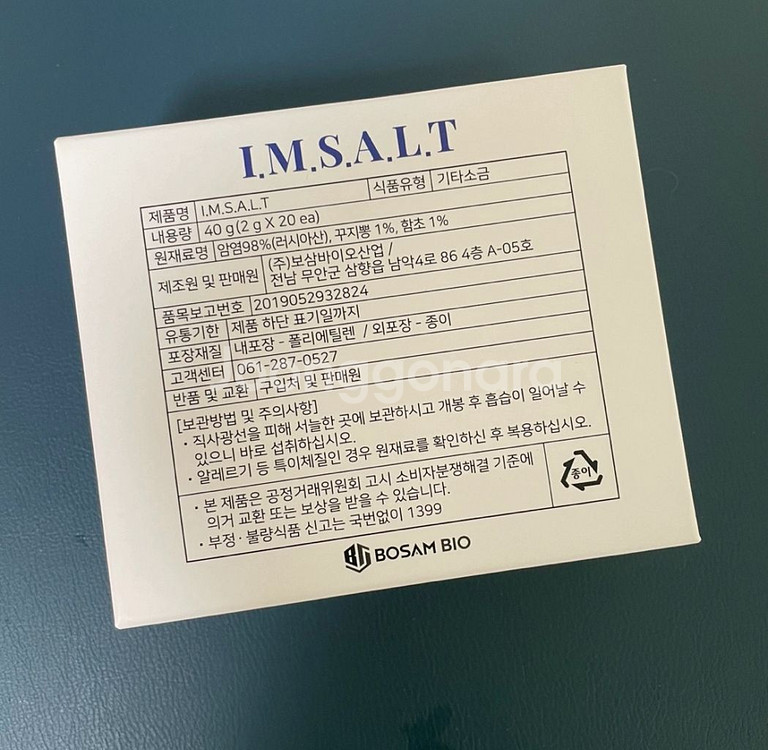 I.M.S.A.L.T
제품명 I.M.S.A.L.T 식품유형 기타소금
내용량 40 g(2 g X 20 ea)
원재료명 암염98%(러시아산), 꾸지뽕 1%, 함초 1%
제조원 및 판매원 (주)보삼바이오산업 /
전남 무안군 삼향읍 남악4로 86 4층 A-05호
품목보고번호 2019052932824
유통기한 제품 하단 표기일까지
포장재질 내포장 - 폴리에틸렌 / 외포장 - 종이
고객센터 061-287-0527
반품 및 교환 구입처 및 판매원
[보관방법 및 주의사항]
· 직사광선을 피해 서늘한 곳에 보관하시고 개봉 후 흡습이 일어날 수
있으니 바로 섭취하십시오.
· 알레르기 등 특이체질인 경우 원재료를 확인하신 후 복용하십시오.
· 본 제품은 공정거래위원회 고시 소비자분쟁해결 기준에
의거 교환 또는 보상을 받을 수 있습니다.
· 부정·불량식품 신고는 국번없이 1399
종이
BOSAM BIO
joonggonara